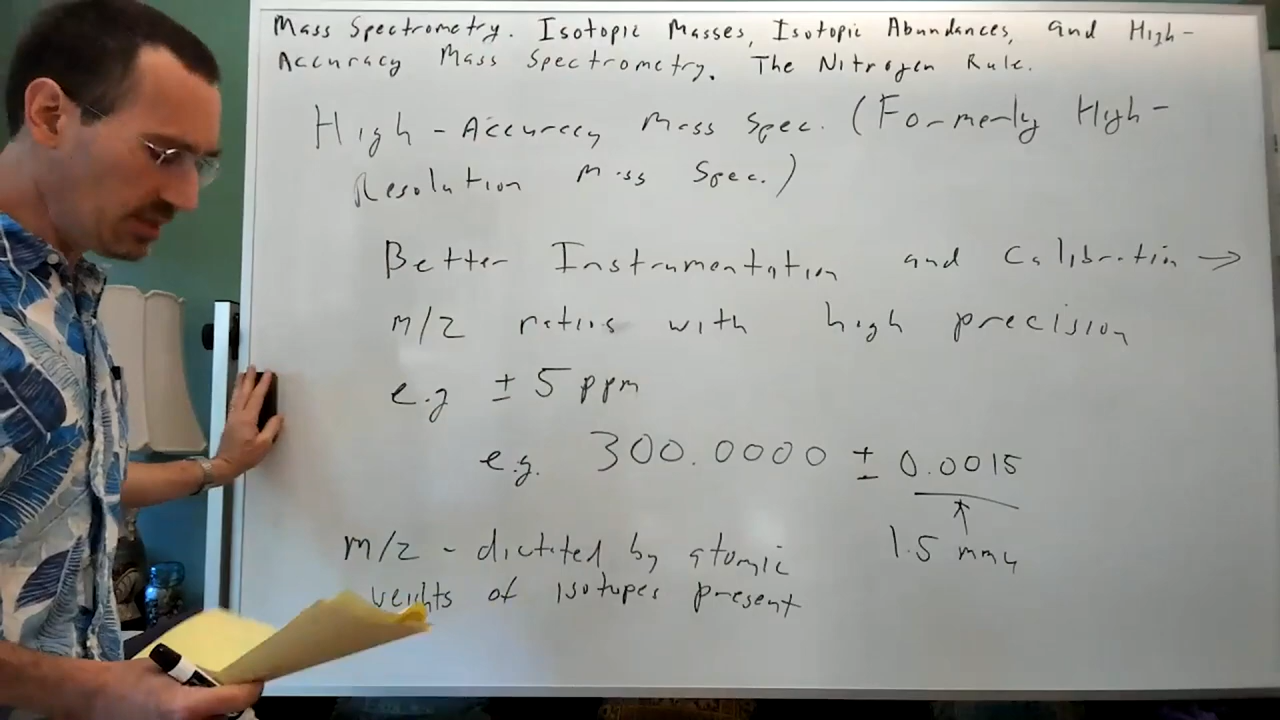 Mass Spectrometry. Isotopic Masses, Isotopic Abundances, and High-
Accuracy Mass Spectrometry. The Nitrogen Rule.
High-Accuracy Mass Spec. (Formerly High-
Resolution Mass Spec.)
Better Instrumentation and Calibration →
m/z ratios with high precision
e.g ± 5 ppm
e.g. 300.0000 ± 0.0015
1.5 mmu
m/z - dictated by atomic
weights of isotopes present